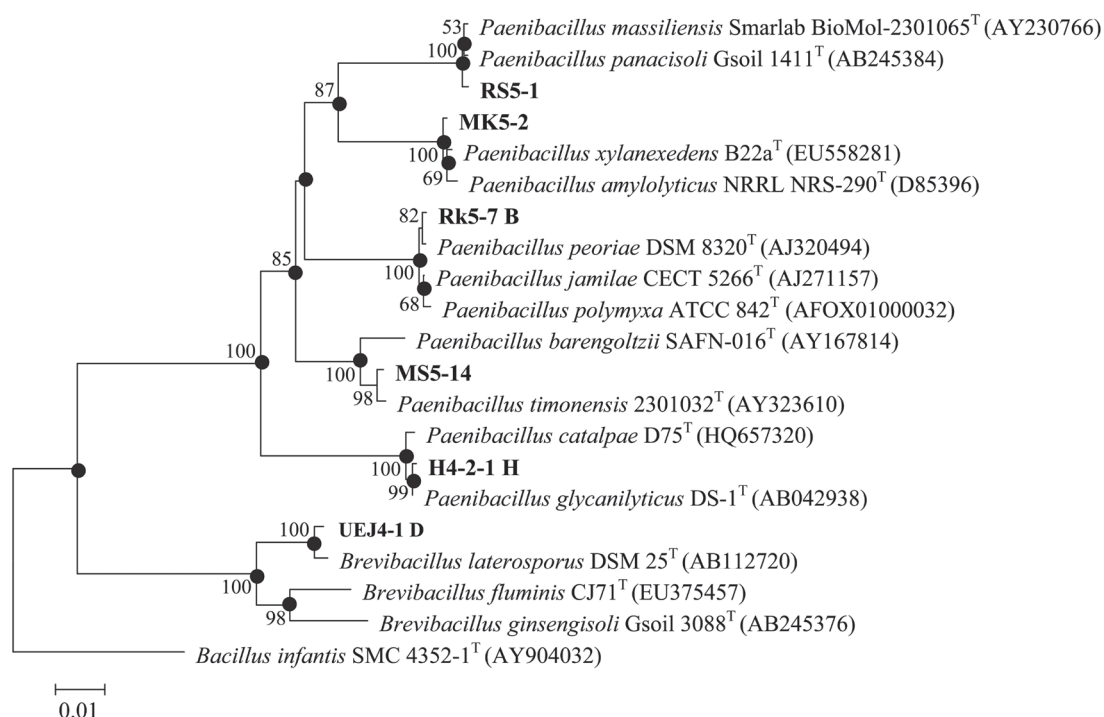 53
Paenibacillus massiliensis Smarlab BioMol-2301065T (AY230766)
100
Paenibacillus panacisoli Gsoil 1411T (AB245384)
RS5-1
87
MK5-2
100
Paenibacillus xylanexedens B22aT (EU558281)
69
Paenibacillus amylolyticus NRRL NRS-290T (D85396)
82
Rk5-7 B
Paenibacillus peoriae DSM 8320T (AJ320494)
85
100
Paenibacillus jamilae CECT 5266T (AJ271157)
68
Paenibacillus polymyxa ATCC 842T (AFOX01000032)
Paenibacillus barengoltzii SAFN-016T (AY167814)
100
100
MS5-14
98
Paenibacillus timonensis 2301032T (AY323610)
Paenibacillus catalpae D75T (HQ657320)
100
H4-2-1 H
99
Paenibacillus glycanilyticus DS-1T (AB042938)
100
UEJ4-1 D
Brevibacillus laterosporus DSM 25T (AB112720)
100
Brevibacillus fluminis CJ71T (EU375457)
98
Brevibacillus ginsengisoli Gsoil 3088T (AB245376)
Bacillus infantis SMC 4352-1T (AY904032)
0.01